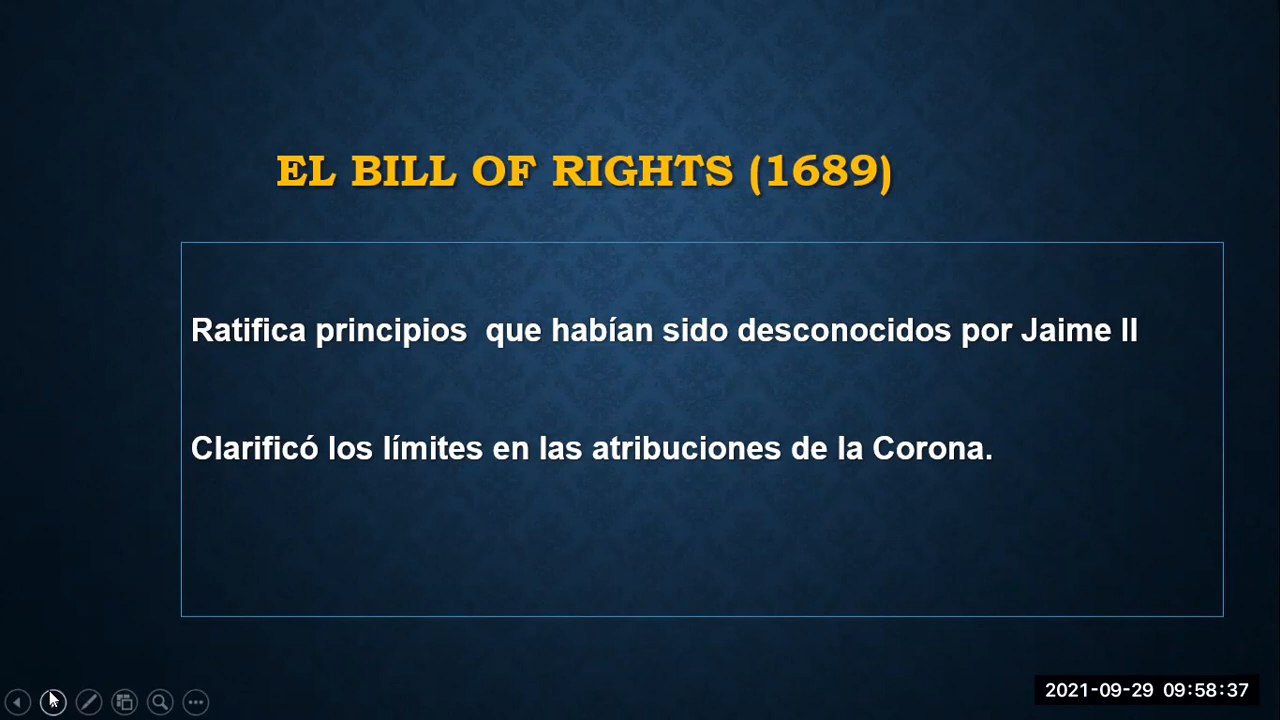 EL BILL OF RIGHTS (1689)
Ratifica principios  que habían sido desconocidos por Jaime II
Clarificó los límites en las atribuciones de la Corona.
2021-09-29 09:58:37